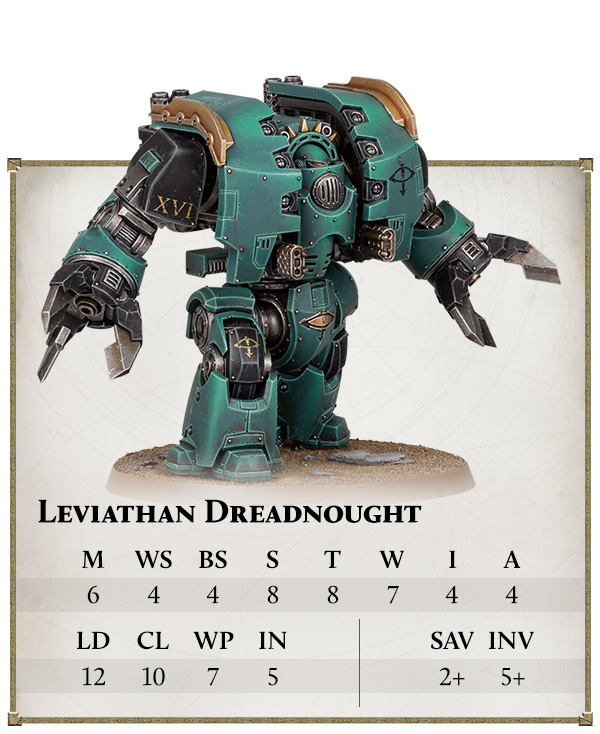 XVI
Leviathan Dreadnought
M WS BS S T W I A
6 4 4 8 8 7 4 4
LD CL WP IN SAV INV
12 10 7 5 2+ 5+